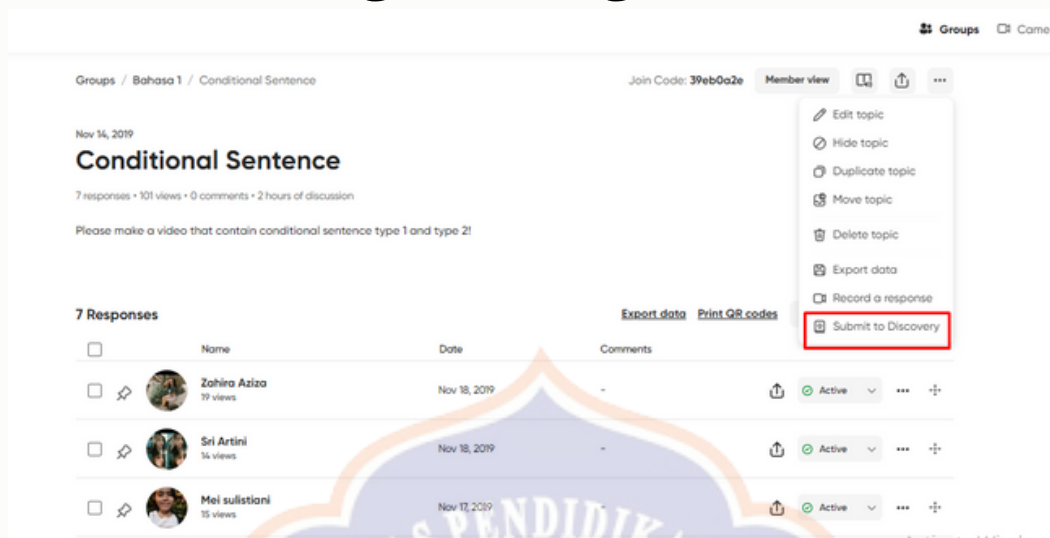 Groups Came
Groups / Bahasa 1 / Conditional Sentence Join Code: 39eb0a2e Member view
Edit topic
Nov 14, 2019
Hide topic
Conditional Sentence
Duplicate topic
7 responses • 101 views • 0 comments • 2 hours of discussion
Move topic
Please make a video that contain conditional sentence type 1 and type 2!
Delete topic
Export data
Record a response
7 Responses Export data Print QR codes
Submit to Discovery
Name Date Comments
Zahira Aziza
19 views
Nov 18, 2019 - Active
Sri Artini
14 views
Nov 18, 2019 - Active
Mei sulistiani
15 views
Nov 17, 2019 - Active
PENDIDIK